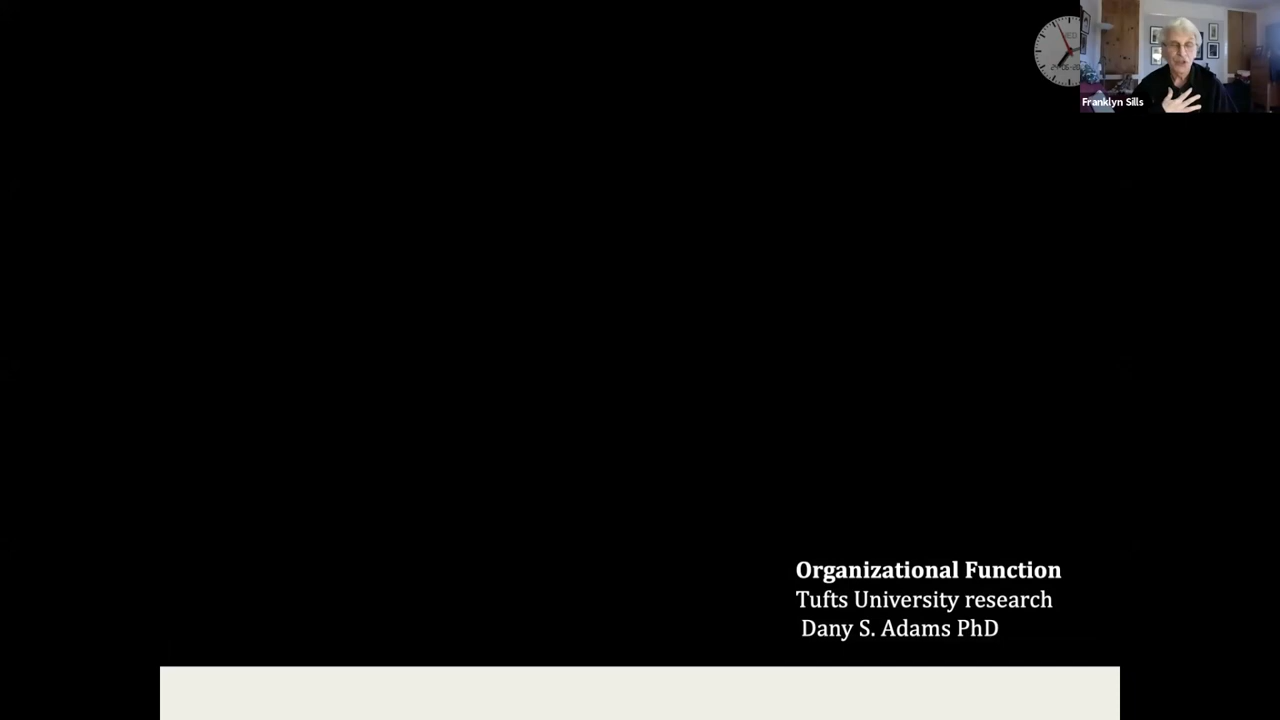 Franklyn Sills
Organizational Function
Tufts University research
Dany S. Adams PhD